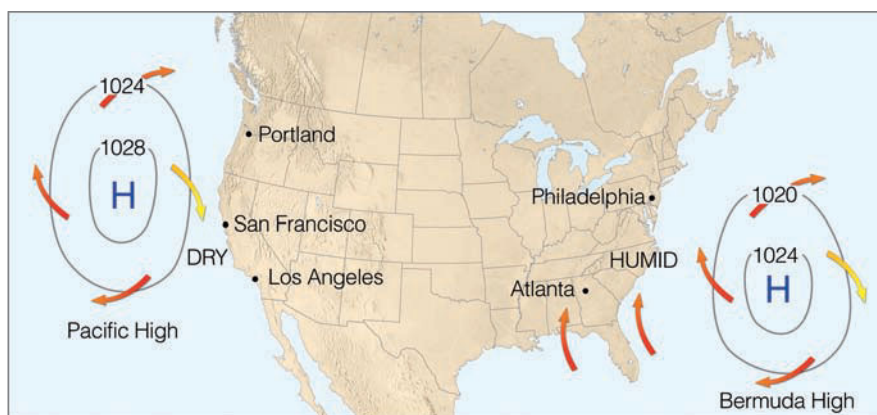 1024
1028
H
Portland
San Francisco
DRY
Los Angeles
Pacific High
Philadelphia
1020
HUMID
1024
Atlanta
H
Bermuda High